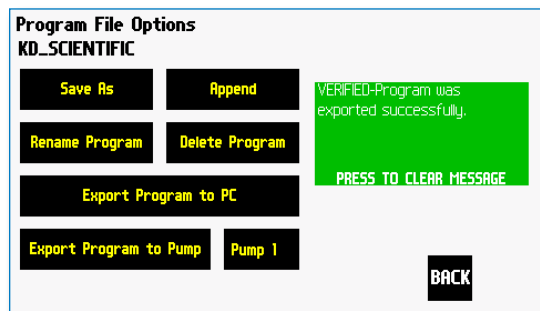 Program File Options
KD_SCIENTIFIC
Save As
Append
VERIFIED-Program was
exported successfully.
Rename Program
Delete Program
PRESS TO CLEAR MESSAGE
Export Program to PC
Export Program to Pump
Pump 1
BACK